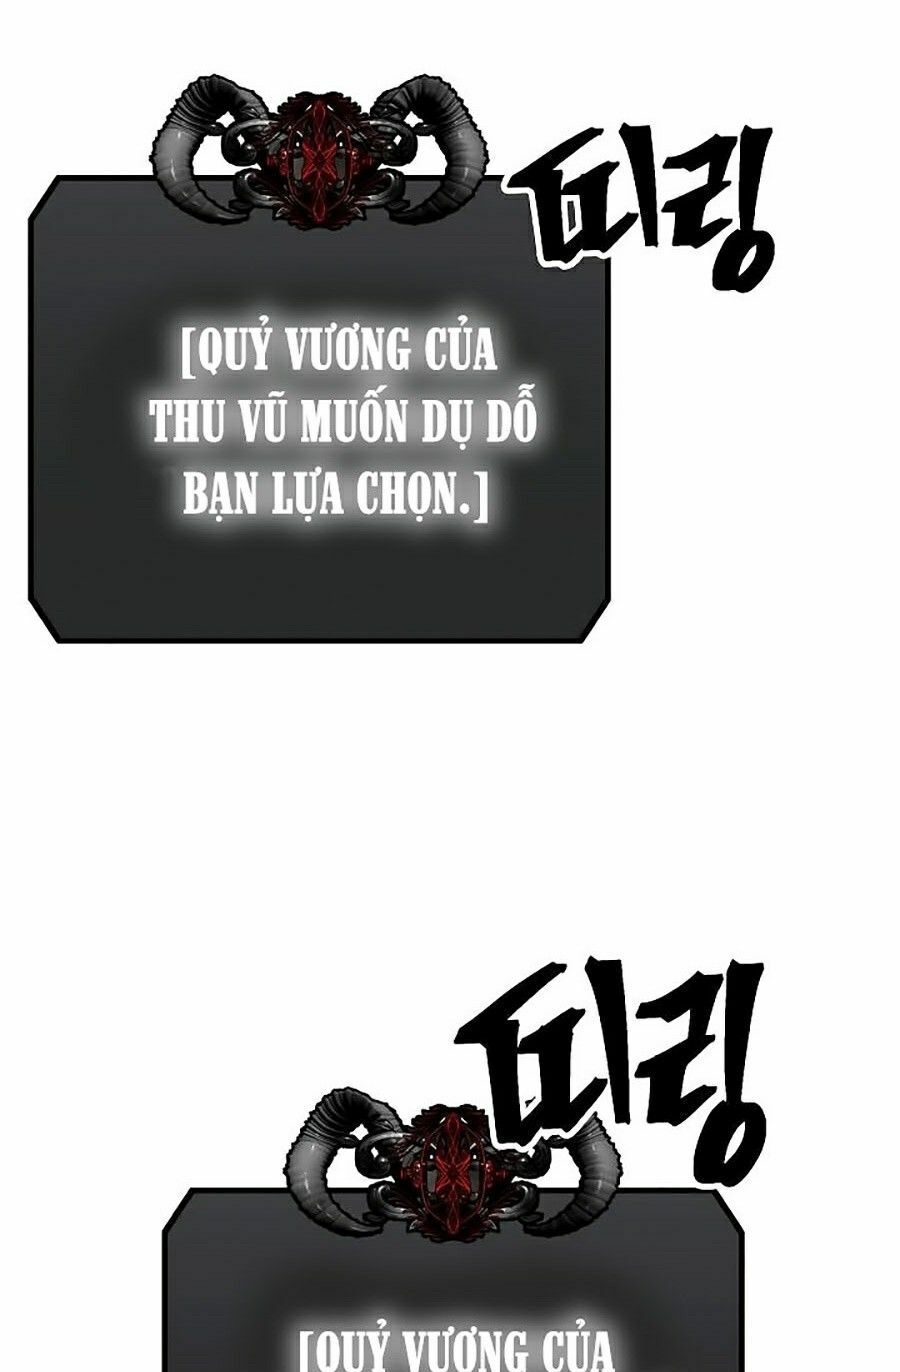 띠링
[QUỶ VƯƠNG CỦA
THU VŨ MUỐN DỤ DỖ
BẠN LỰA CHỌN.]
띠링
[QUỶ VƯƠNG CỦA